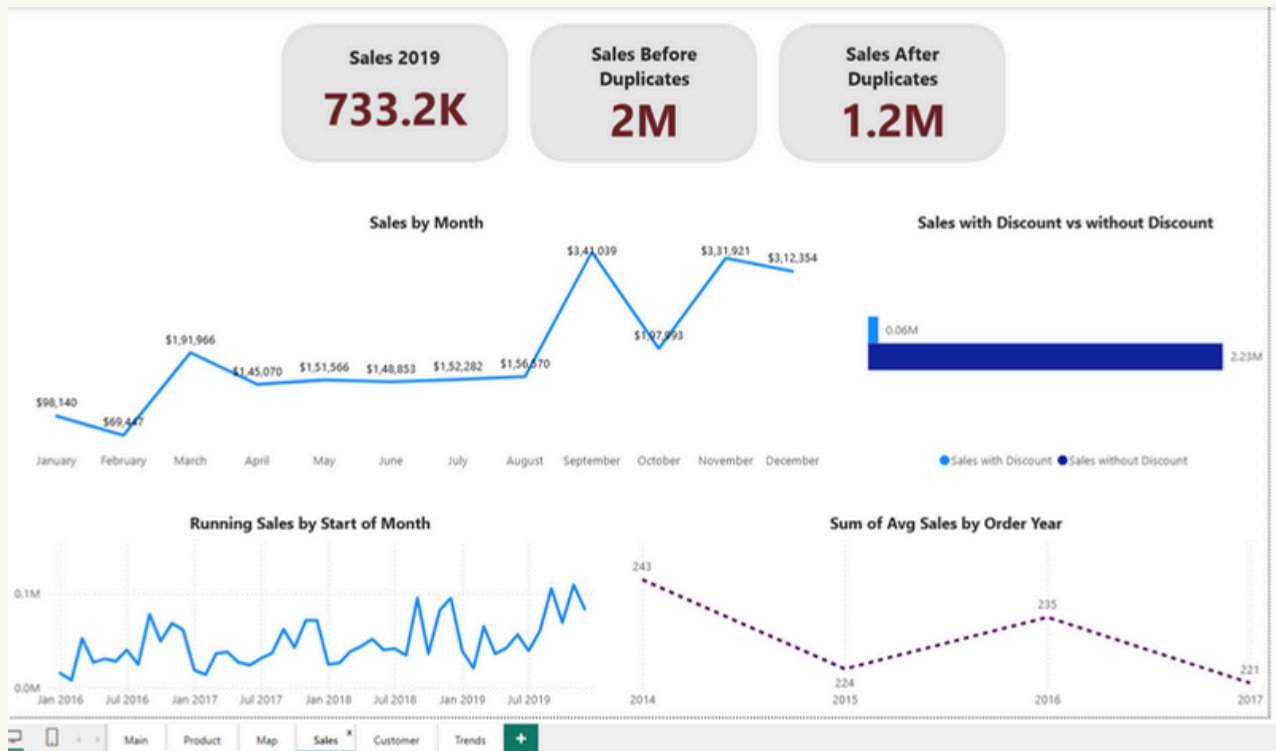 Sales 2019
733.2K
Sales Before
Duplicates
2M
Sales After
Duplicates
1.2M
Sales by Month
$98,140
$69,447
$1,91,966
$1,45,070
$1,51,566
$1,48,853
$1,52,282
$1,56,570
$3,41,039
$1,97,993
$3,31,921
$3,12,354
January February March April May June July August September October November December
Sales with Discount vs without Discount
0.06M
2.23M
Sales with Discount Sales without Discount
Running Sales by Start of Month
0.1M
0.0M
Jan 2016 Jul 2016 Jan 2017 Jul 2017 Jan 2018 Jul 2018 Jan 2019 Jul 2019
Sum of Avg Sales by Order Year
243
224
235
221
2014 2015 2016 2017
Main Product Map Sales x Customer Trends +